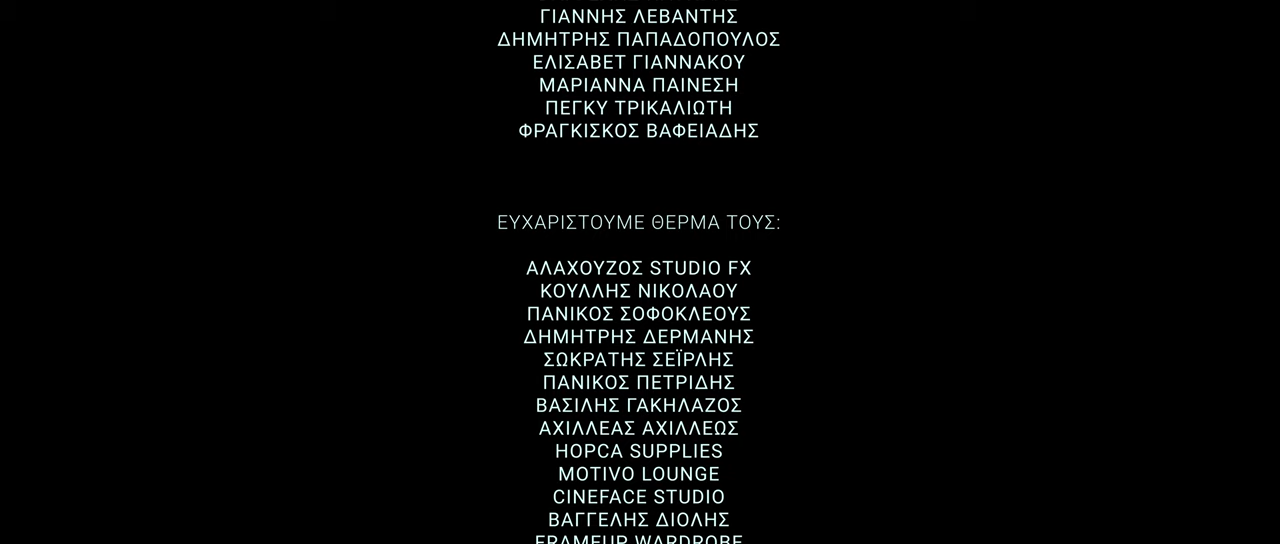 ΓΙΑΝΝΗΣ ΛΕΒΑΝΤΗΣ
ΔΗΜΗΤΡΗΣ ΠΑΠΑΔΟΠΟΥΛΟΣ
ΕΛΙΣΑΒΕΤ ΓΙΑΝΝΑΚΟΥ
ΜΑΡΙΑΝΝΑ ΠΑΙΝΕΣΗ
ΠΕΓΚΥ ΤΡΙΚΑΛΙΩΤΗ
ΦΡΑΓΚΙΣΚΟΣ ΒΑΦΕΙΑΔΗΣ
ΕΥΧΑΡΙΣΤΟΥΜΕ ΘΕΡΜΑ ΤΟΥΣ:
ΑΛΑΧΟΥΖΟΣ STUDIO FX
ΚΟΥΛΛΗΣ ΝΙΚΟΛΑΟΥ
ΠΑΝΙΚΟΣ ΣΟΦΟΚΛΕΟΥΣ
ΔΗΜΗΤΡΗΣ ΔΕΡΜΑΝΗΣ
ΣΩΚΡΑΤΗΣ ΣΕΪΡΛΗΣ
ΠΑΝΙΚΟΣ ΠΕΤΡΙΔΗΣ
ΒΑΣΙΛΗΣ ΓΑΚΗΛΑΖΟΣ
ΑΧΙΛΛΕΑΣ ΑΧΙΛΛΕΩΣ
HOPCA SUPPLIES
MOTIVO LOUNGE
CINEFACE STUDIO
ΒΑΓΓΕΛΗΣ ΔΙΟΛΗΣ
FRAMEUP WARDROBE